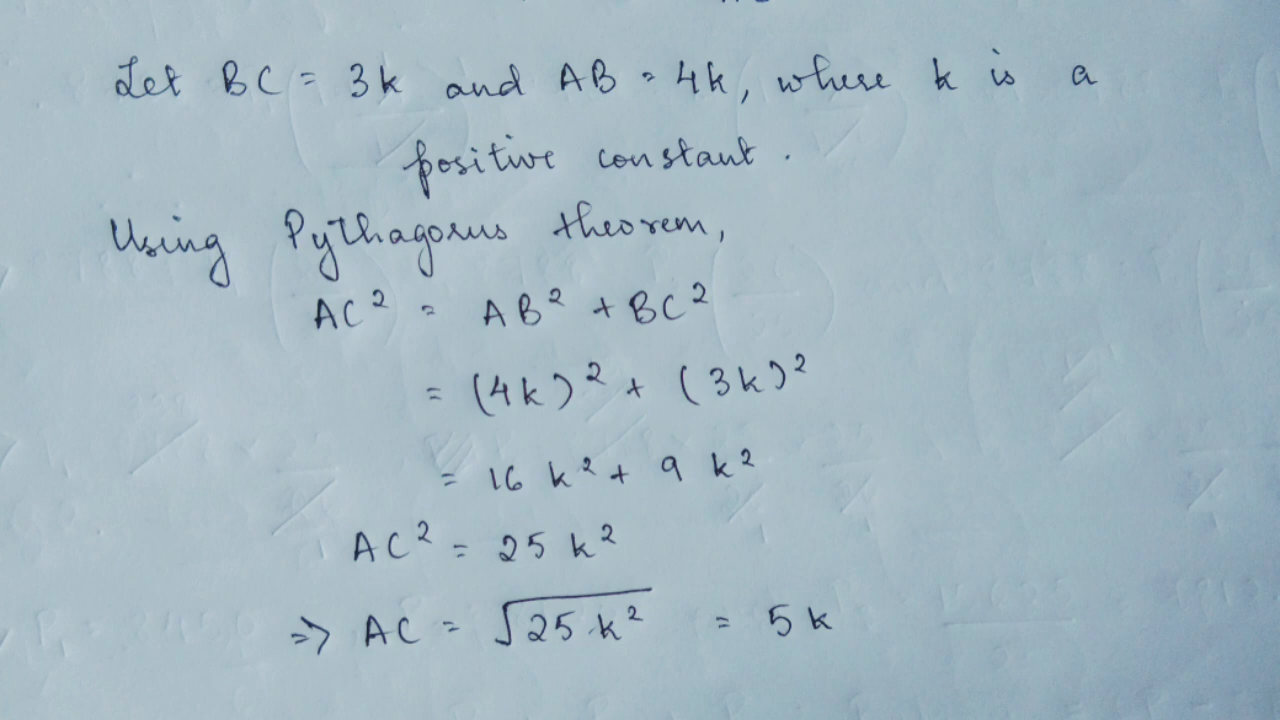 Let BC = 3k and AB = 4k, where k is a
positive constant.
Using Pythagorus theorem,
AC² = AB² + BC²
= (4k)² + (3k)²
= 16 k² + 9 k²
AC² = 25 k²
=> AC = √25 k² = 5k